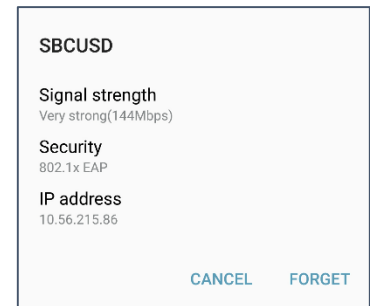 SBCUSD
Signal strength
Very strong(144Mbps)
Security
802.1x EAP
IP address
10.56.215.86
CANCEL FORGET